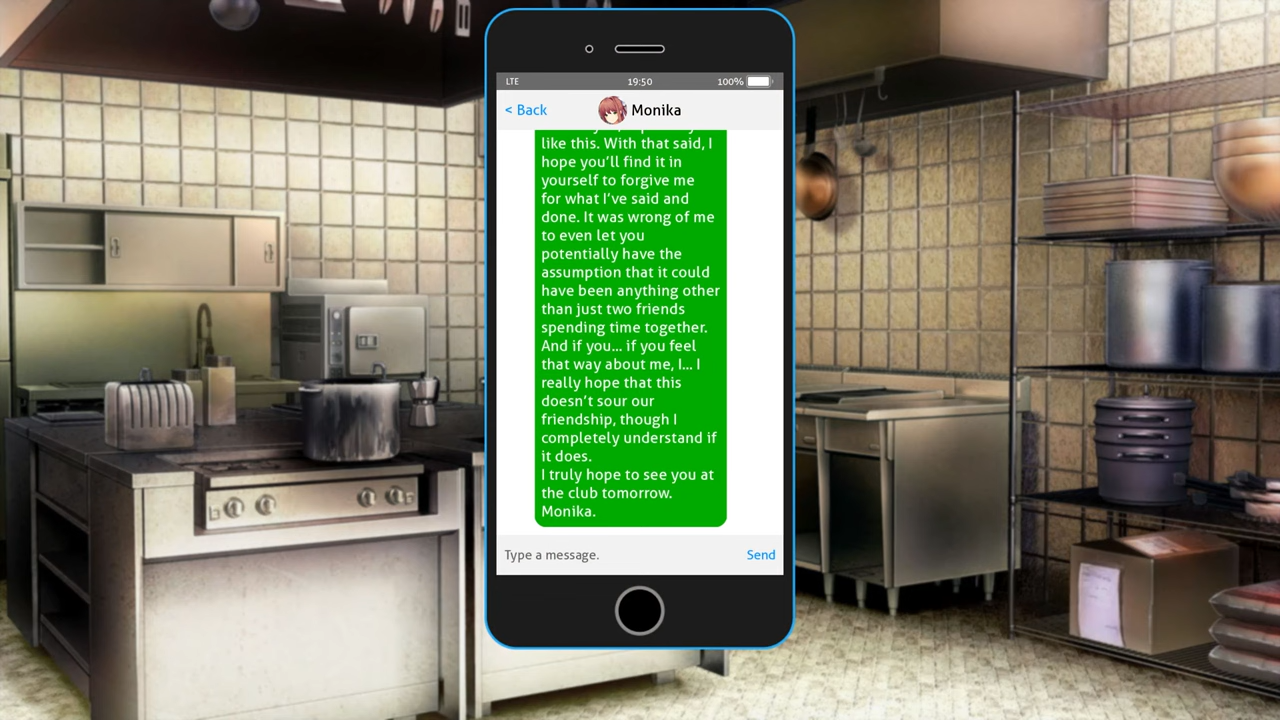 LTE
19:50
100%
< Back
Monika
like this. With that said, I
hope you’ll find it in
yourself to forgive me
for what I’ve said and
done. It was wrong of me
to even let you
potentially have the
assumption that it could
have been anything other
than just two friends
spending time together.
And if you... if you feel
that way about me, I... I
really hope that this
doesn’t sour our
friendship, though I
completely understand if
it does.
I truly hope to see you at
the club tomorrow.
Monika.
Type a message.
Send